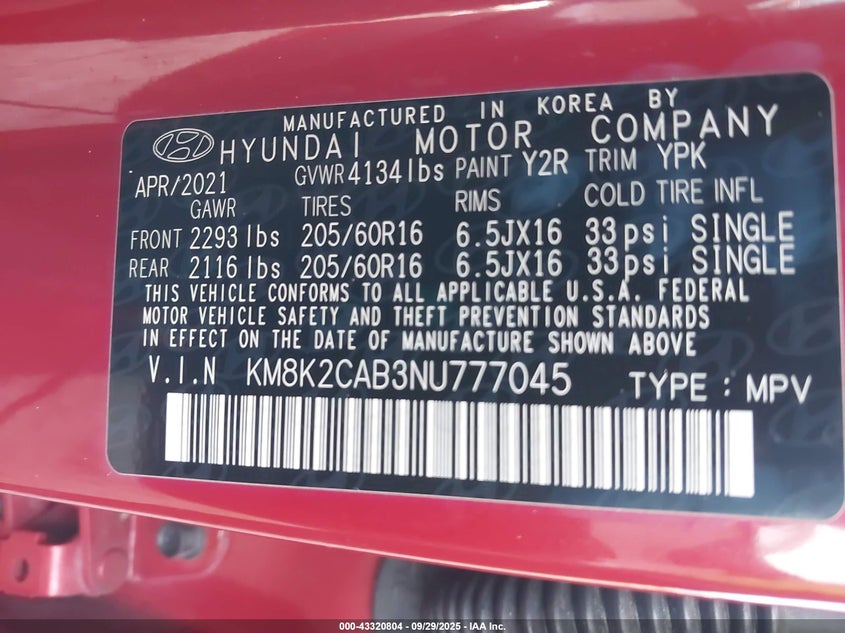 MANUFACTURED IN KOREA BY
HYUNDAI MOTOR COMPANY
APR/2021 GVWR 4134 lbs PAINT Y2R TRIM YPK
GAWR TIRES RIMS COLD TIRE INFL
FRONT 2293 lbs 205/60R16 6.5JX16 33psi SINGLE
REAR 2116 lbs 205/60R16 6.5JX16 33psi SINGLE
THIS VEHICLE CONFORMS TO ALL APPLICABLE U.S.A. FEDERAL
MOTOR VEHICLE SAFETY AND THEFT PREVENTION STANDARDS
IN EFFECT ON THE DATE OF MANUFACTURE SHOWN ABOVE
V.I.N KM8K2CAB3NU777045 TYPE : MPV
000-43320804 - 09/29/2025 - IAA Inc.